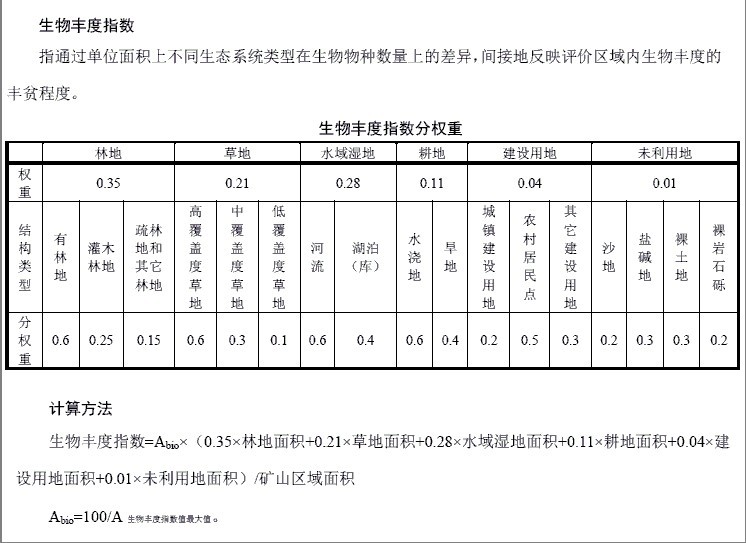 生物丰度指数
指通过单位面积上不同生态系统类型在生物物种数量上的差异，间接地反映评价区域内生物丰度的
丰贫程度。
生物丰度指数分权重
林地 草地 水域湿地 耕地 建设用地 未利用地
权重 0.35 0.21 0.28 0.11 0.04 0.01
结构类型 有林地 灌木林地 疏林地和其它林地 高覆盖度草地 中覆盖度草地 低覆盖度草地 河流 湖泊（库） 水浇地 旱地 城镇建设用地 农村居民点 其它建设用地 沙地 盐碱地 裸土地 裸岩石砾
分权重 0.6 0.25 0.15 0.6 0.3 0.1 0.6 0.4 0.6 0.4 0.2 0.5 0.3 0.2 0.3 0.3 0.2
计算方法
生物丰度指数=Abio×（0.35×林地面积+0.21×草地面积+0.28×水域湿地面积+0.11×耕地面积+0.04×建
设用地面积+0.01×未利用地面积）/矿山区域面积
Abio=100/A 生物丰度指数值最大值。